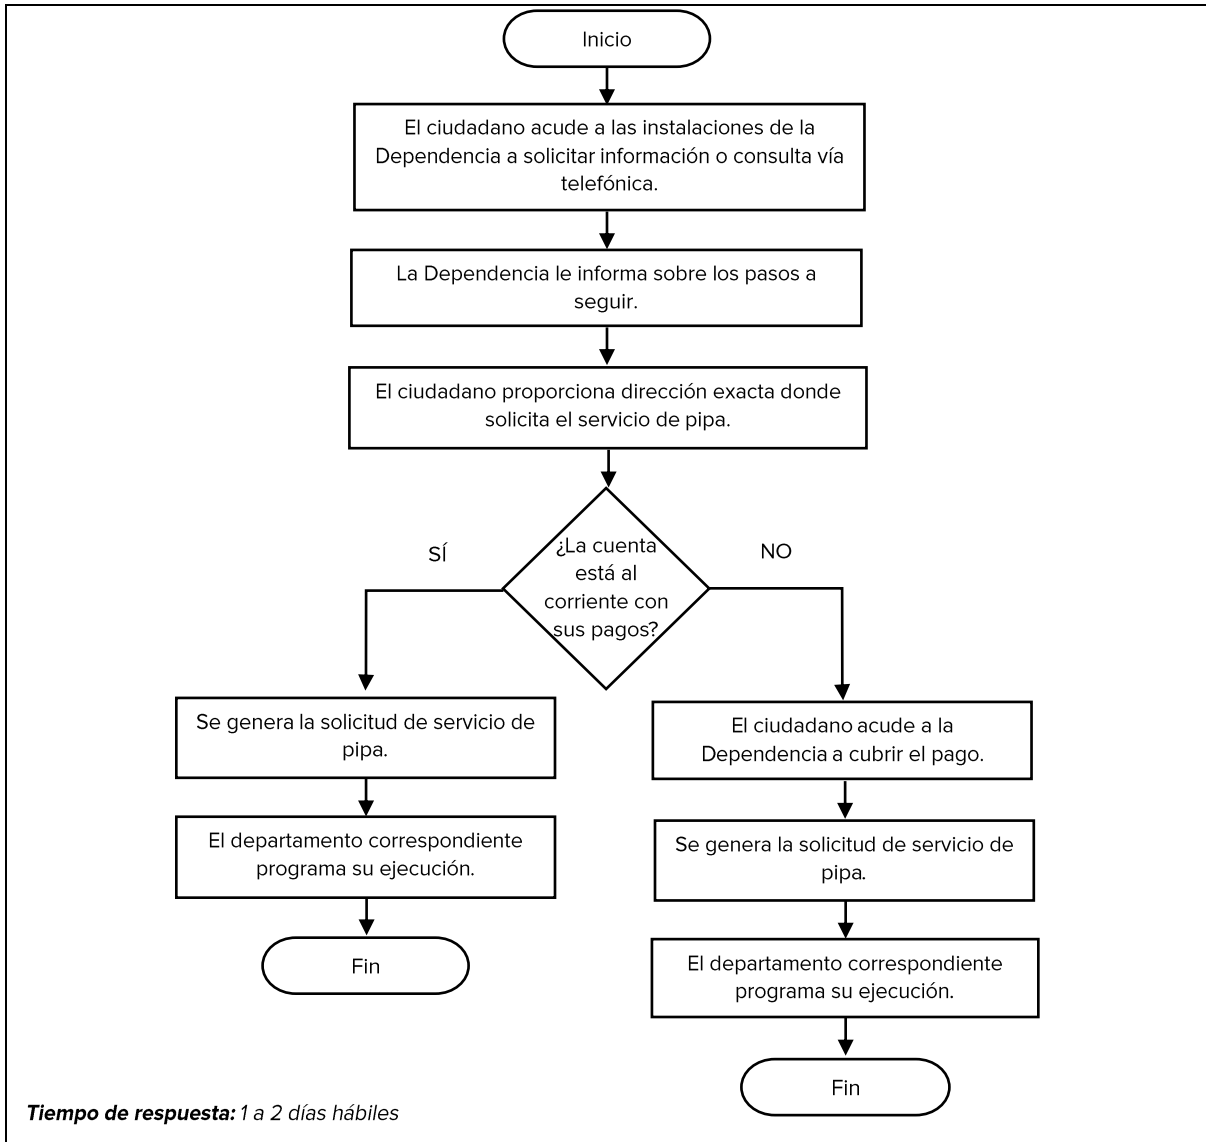 Inicio
El ciudadano acude a las instalaciones de la
Dependencia a solicitar información o consulta vía
telefónica.
La Dependencia le informa sobre los pasos a
seguir.
El ciudadano proporciona dirección exacta donde
solicita el servicio de pipa.
¿La cuenta
está al
corriente con
sus pagos?
SÍ
NO
Se genera la solicitud de servicio de
pipa.
El departamento correspondiente
programa su ejecución.
Fin
El ciudadano acude a la
Dependencia a cubrir el pago.
Se genera la solicitud de servicio de
pipa.
El departamento correspondiente
programa su ejecución.
Fin
Tiempo de respuesta: 1 a 2 días hábiles